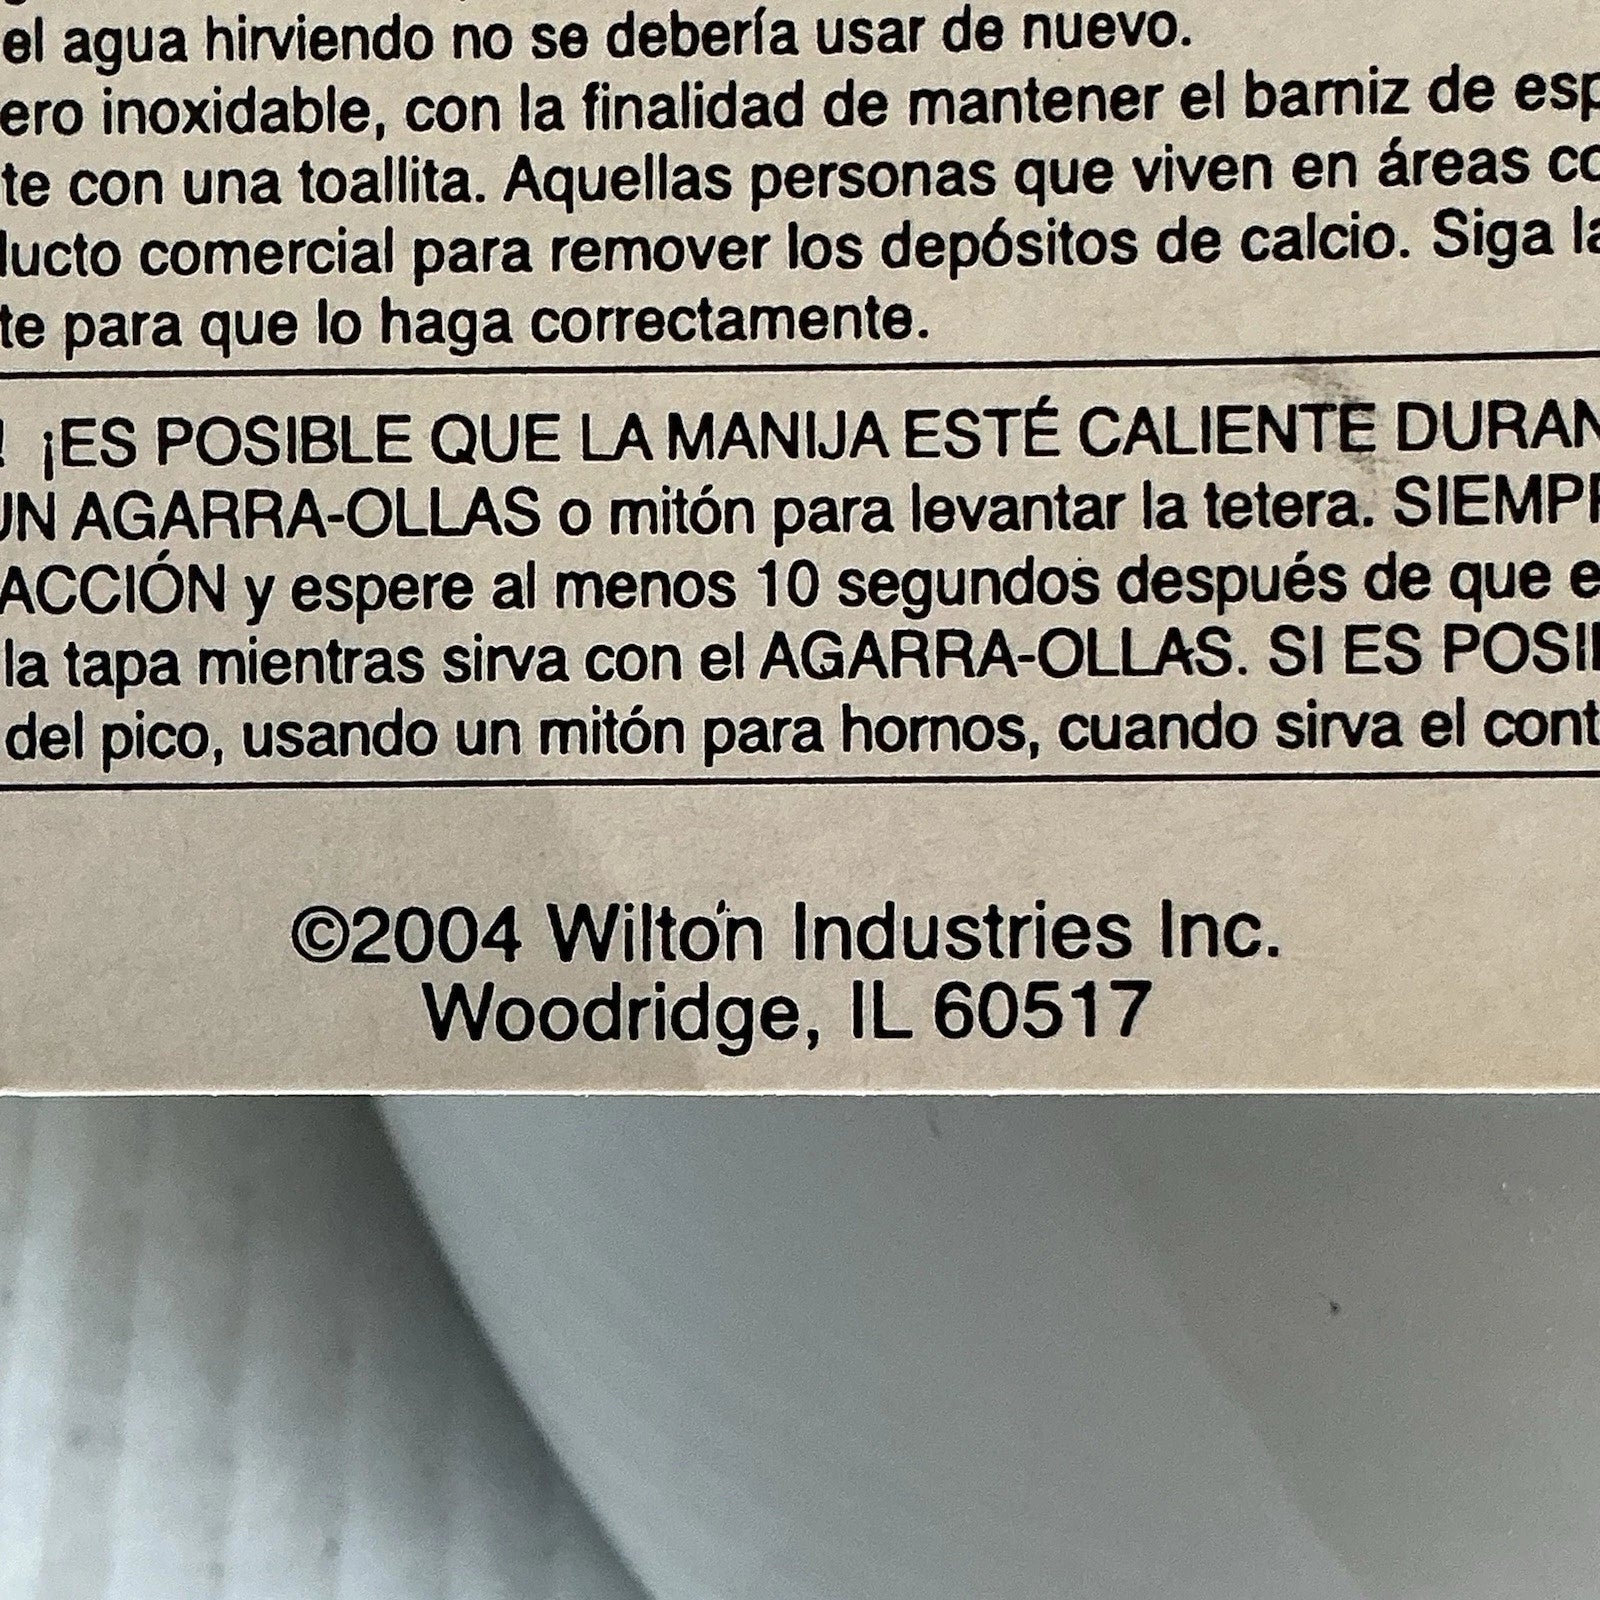 el agua hirviendo no se debería usar de nuevo.
ero inoxidable, con la finalidad de mantener el barniz de esp
te con una toallita. Aquellas personas que viven en áreas co
ducto comercial para remover los depósitos de calcio. Siga la
te para que lo haga correctamente.
! ¡ES POSIBLE QUE LA MANIJA ESTÉ CALIENTE DURAN
UN AGARRA-OLLAS o mitón para levantar la tetera. SIEMPR
ACCIÓN y espere al menos 10 segundos después de que e
la tapa mientras sirva con el AGARRA-OLLAS. SI ES POSIB
del pico, usando un mitón para hornos, cuando sirva el cont
©2004 Wilton Industries Inc.
Woodridge, IL 60517